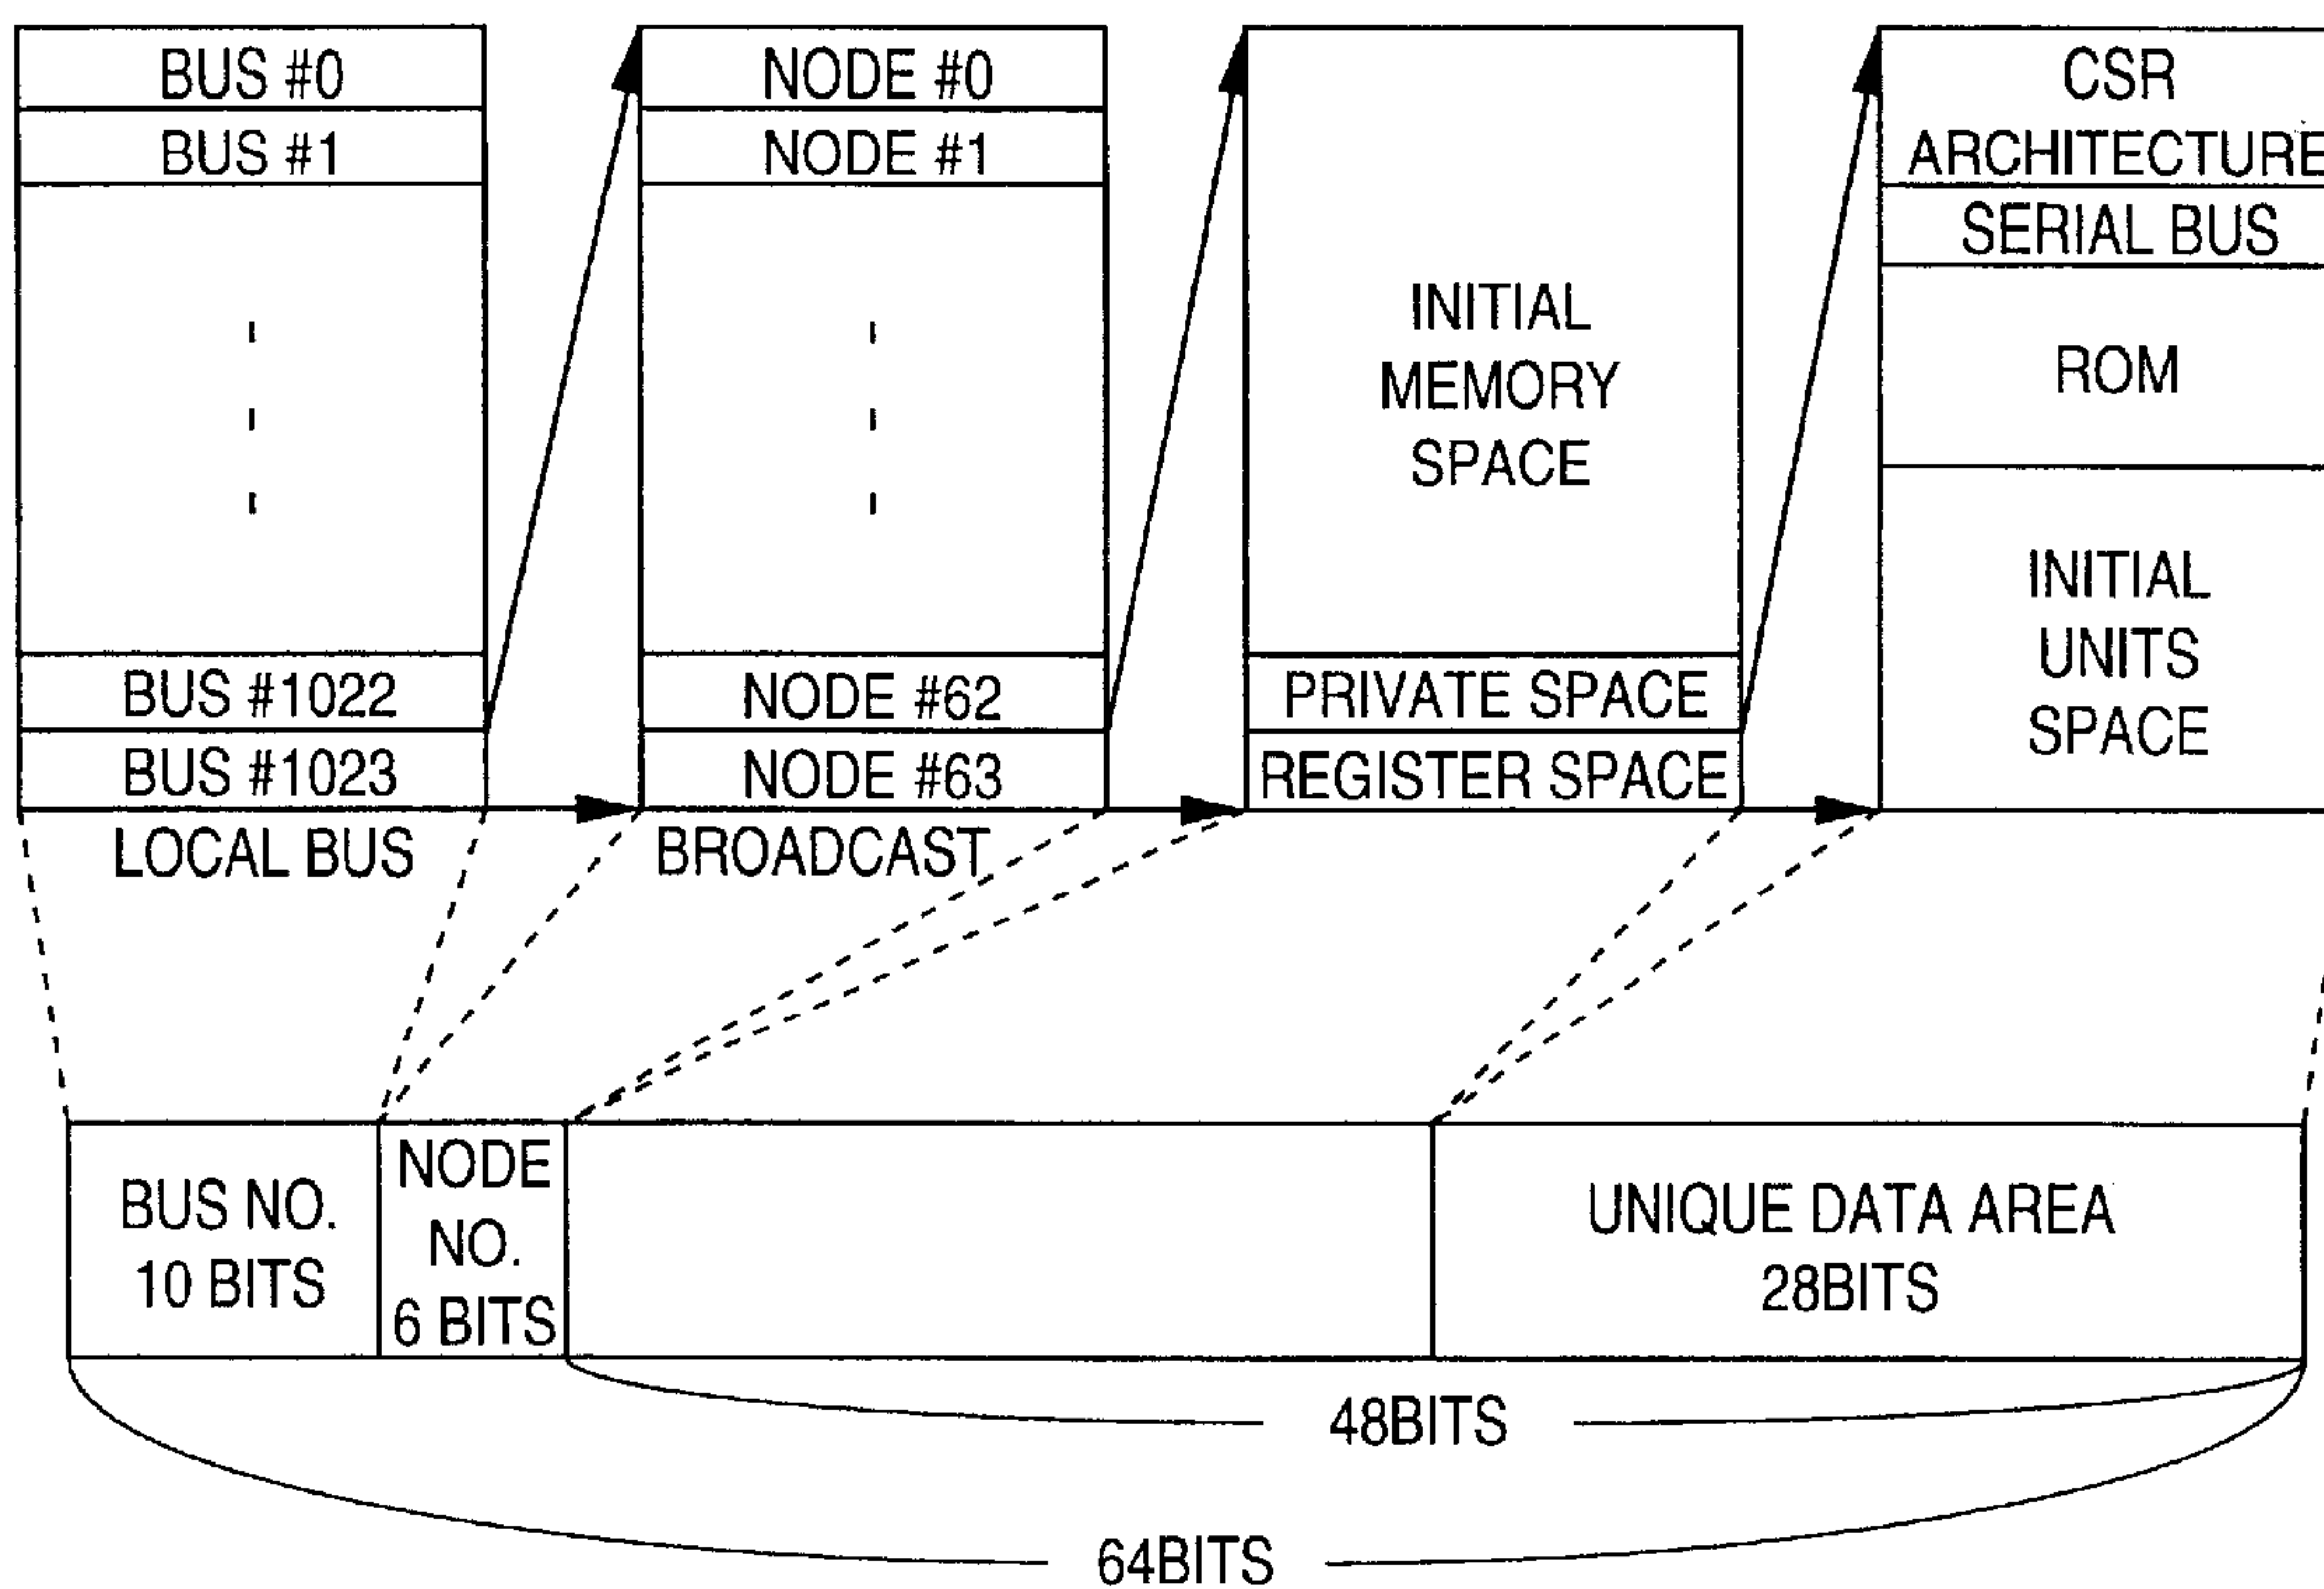 BUS #0
BUS #1
BUS #1022
BUS #1023
LOCAL BUS
NODE #0
NODE #1
NODE #62
NODE #63
BROADCAST
INITIAL
MEMORY
SPACE
PRIVATE SPACE
REGISTER SPACE
CSR
ARCHITECTURE
SERIAL BUS
ROM
INITIAL
UNITS
SPACE
BUS NO.
10 BITS
NODE
NO.
6 BITS
UNIQUE DATA AREA
28BITS
48BITS
64BITS